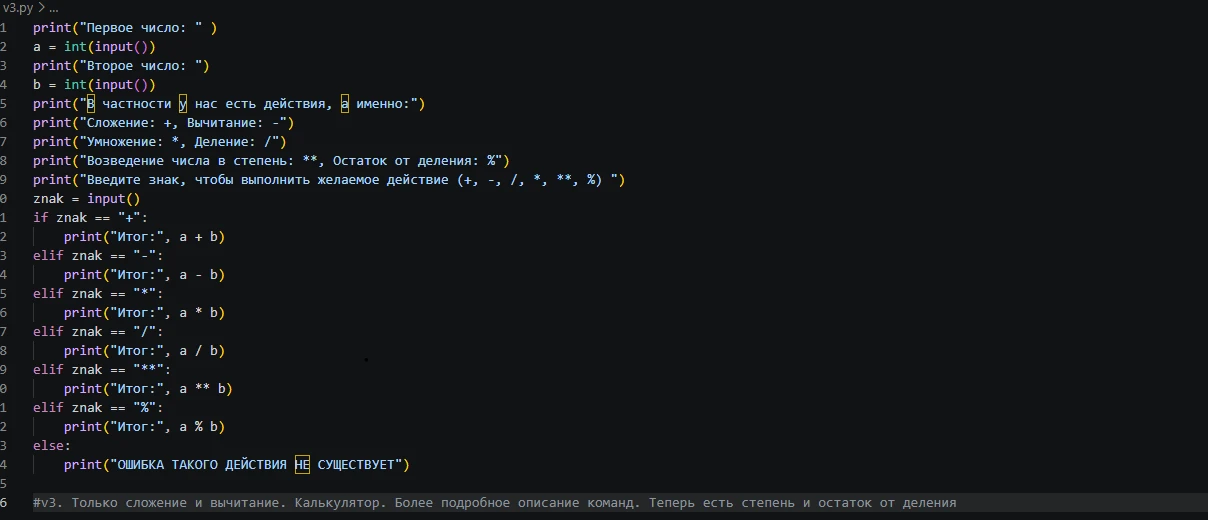 v3.py > ...
1 print("Первое число: " )
2 a = int(input())
3 print("Второе число: ")
4 b = int(input())
5 print("В частности у нас есть действия, а именно:")
6 print("Сложение: +, Вычитание: -")
7 print("Умножение: *, Деление: /")
8 print("Возведение числа в степень: **, Остаток от деления: %")
9 print("Введите знак, чтобы выполнить желаемое действие (+, -, /, *, **, %) ")
0 znak = input()
1 if znak == "+":
2     print("Итог:", a + b)
3 elif znak == "-":
4     print("Итог:", a - b)
5 elif znak == "*":
6     print("Итог:", a * b)
7 elif znak == "/":
8     print("Итог:", a / b)
9 elif znak == "**":
0     print("Итог:", a ** b)
1 elif znak == "%":
2     print("Итог:", a % b)
3 else:
4     print("ОШИБКА ТАКОГО ДЕЙСТВИЯ НЕ СУЩЕСТВУЕТ")
5
6 #v3. Только сложение и вычитание. Калькулятор. Более подробное описание команд. Теперь есть степень и остаток от деления